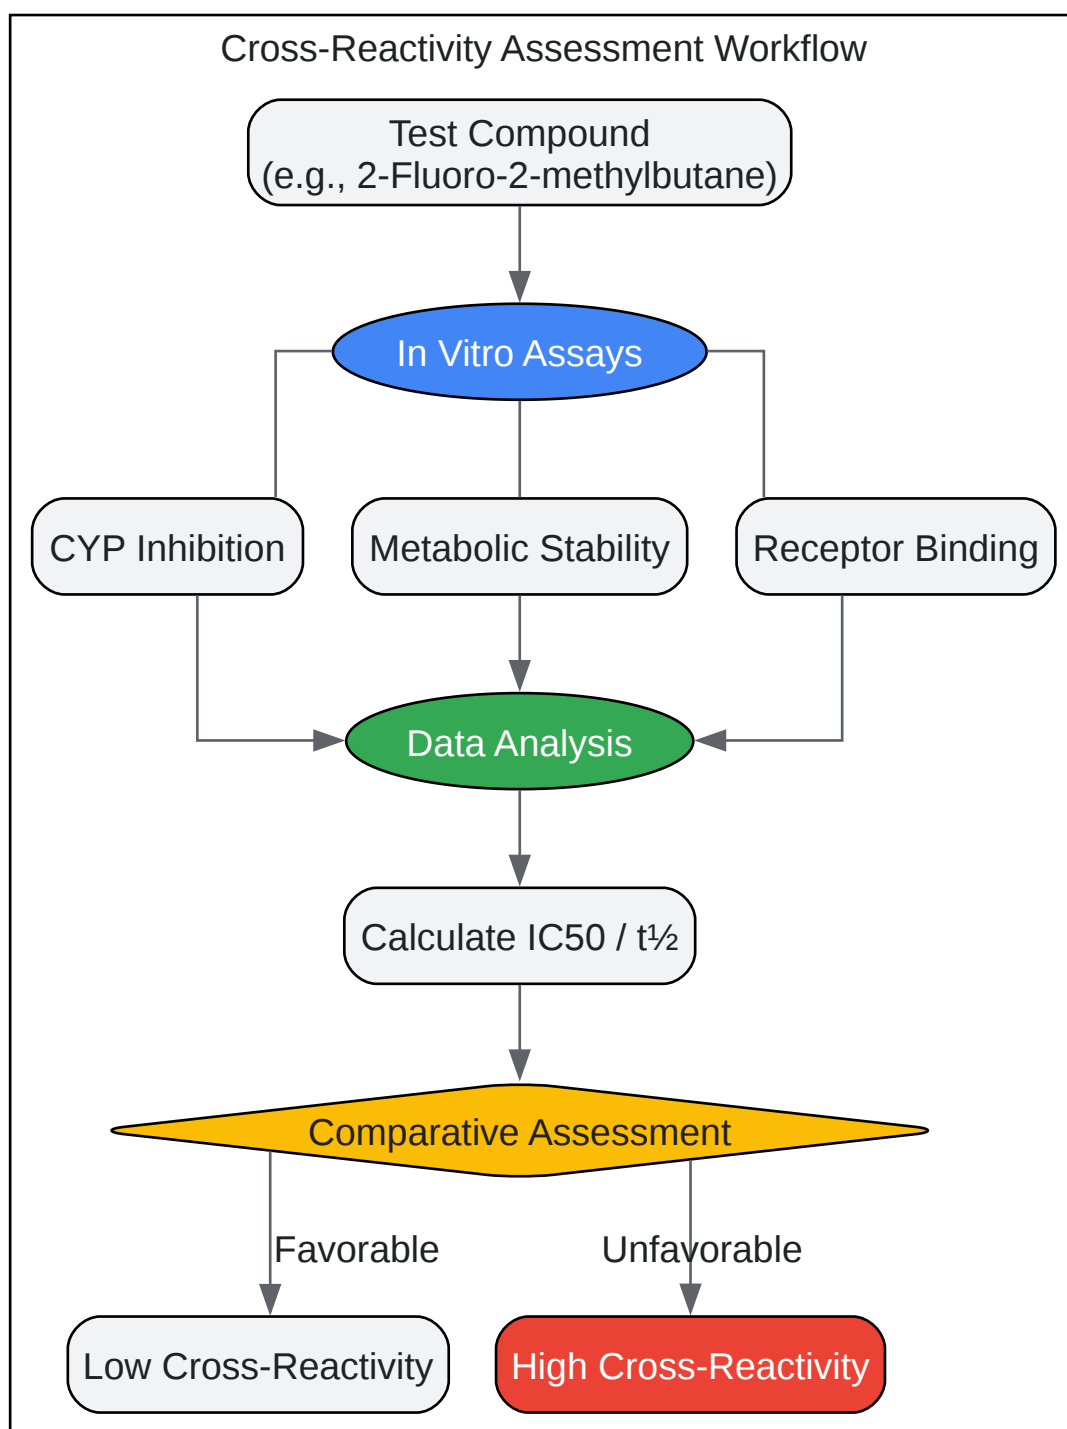 Cross-Reactivity Assessment Workflow
Test Compound
(e.g., 2-Fluoro-2-methylbutane)
In Vitro Assays
CYP Inhibition
Metabolic Stability
Receptor Binding
Data Analysis
Calculate IC50 / t½
Comparative Assessment
Favorable
Unfavorable
Low Cross-Reactivity
High Cross-Reactivity